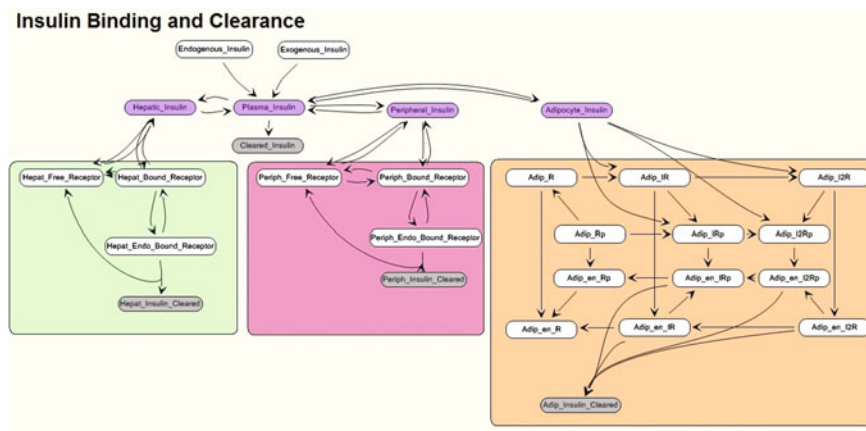 Insulin Binding and Clearance
Endogenous_Insulin
Exogenous_Insulin
Hepatic_Insulin
Plasma_Insulin
Peripheral_Insulin
Adipocyte_Insulin
Cleared_Insulin
Hepat_Free_Receptor
Hepat_Bound_Receptor
Hepat_Endo_Bound_Receptor
Hepat_Insulin_Cleared
Periph_Free_Receptor
Periph_Bound_Receptor
Periph_Endo_Bound_Receptor
Periph_Insulin_Cleared
Adip_R
Adip_IR
Adip_I2R
Adip_Rp
Adip_IRp
Adip_I2Rp
Adip_en_Rp
Adip_en_IRp
Adip_en_I2Rp
Adip_en_R
Adip_en_IR
Adip_en_I2R
Adip_Insulin_Cleared